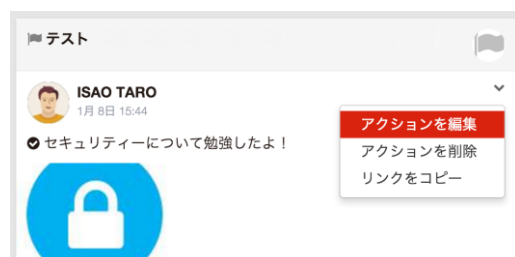 テスト
ISAO TARO
1月 8日 15:44
セキュリティーについて勉強したよ！
アクションを編集
アクションを削除
リンクをコピー